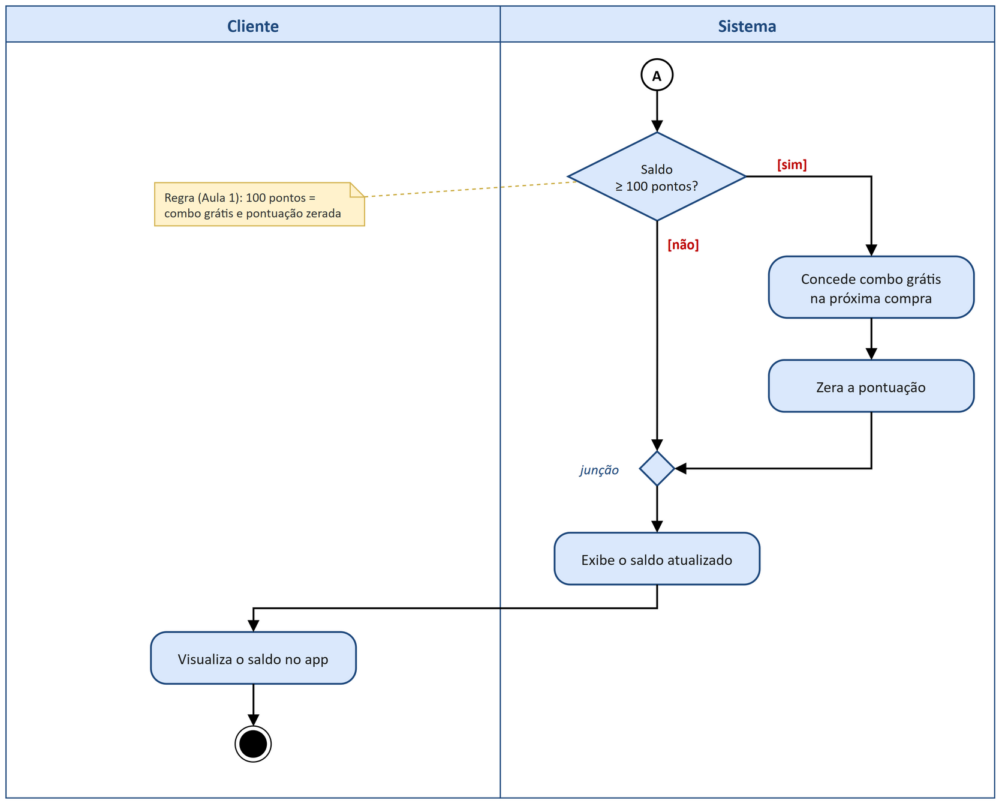 Cliente
Sistema
A
Saldo
≥ 100 pontos?
[sim]
Regra (Aula 1): 100 pontos =
combo grátis e pontuação zerada
[não]
Concede combo grátis
na próxima compra
Zera a pontuação
junção
Exibe o saldo atualizado
Visualiza o saldo no app